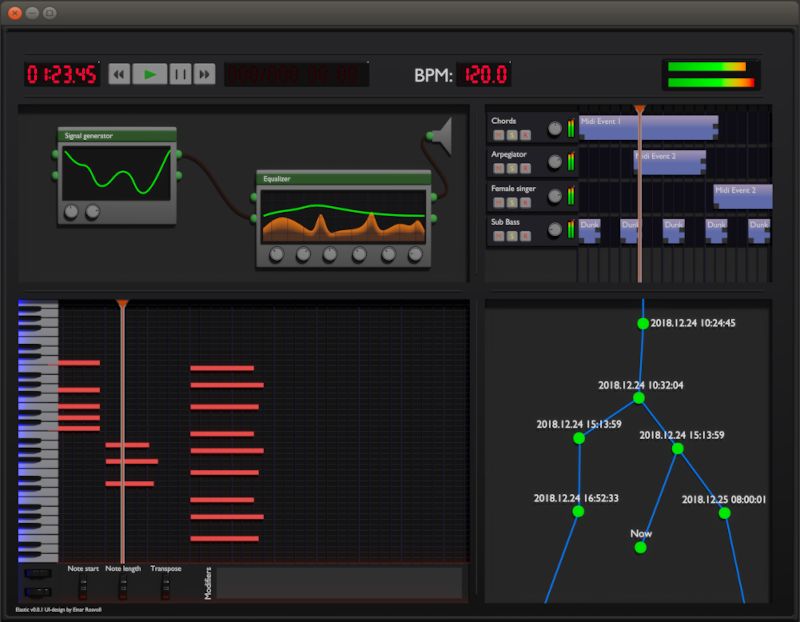 01:23.45
BPM: 120.0
Signal generator
Equalizer
Chords
M S R
Midi Event 1
Arpegiator
M S R
Midi Event 2
Female singer
M S R
Midi Event 2
Sub Bass
M S R
Dunk Dunk Dunk Dunk Dunk
2018.12.24 10:24:45
2018.12.24 10:32:04
2018.12.24 15:13:59
2018.12.24 15:13:59
2018.12.24 16:52:33
2018.12.25 08:00:01
Now
Note start Note length Transpose
Modifiers
Elastic v0.0.1 UI-design by Einar Rosvoll